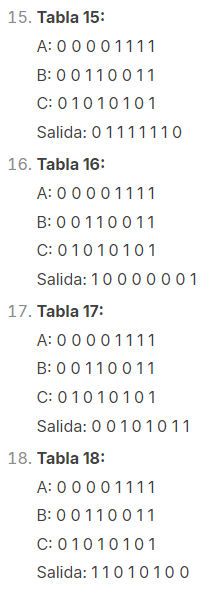 15. Tabla 15:
A: 0 0 0 0 1 1 1 1
B: 0 0 1 1 0 0 1 1
C: 0 1 0 1 0 1 0 1
Salida: 0 1 1 1 1 1 1 0
16. Tabla 16:
A: 0 0 0 0 1 1 1 1
B: 0 0 1 1 0 0 1 1
C: 0 1 0 1 0 1 0 1
Salida: 1 0 0 0 0 0 0 1
17. Tabla 17:
A: 0 0 0 0 1 1 1 1
B: 0 0 1 1 0 0 1 1
C: 0 1 0 1 0 1 0 1
Salida: 0 0 1 0 1 0 1 1
18. Tabla 18:
A: 0 0 0 0 1 1 1 1
B: 0 0 1 1 0 0 1 1
C: 0 1 0 1 0 1 0 1
Salida: 1 1 0 1 0 1 0 0